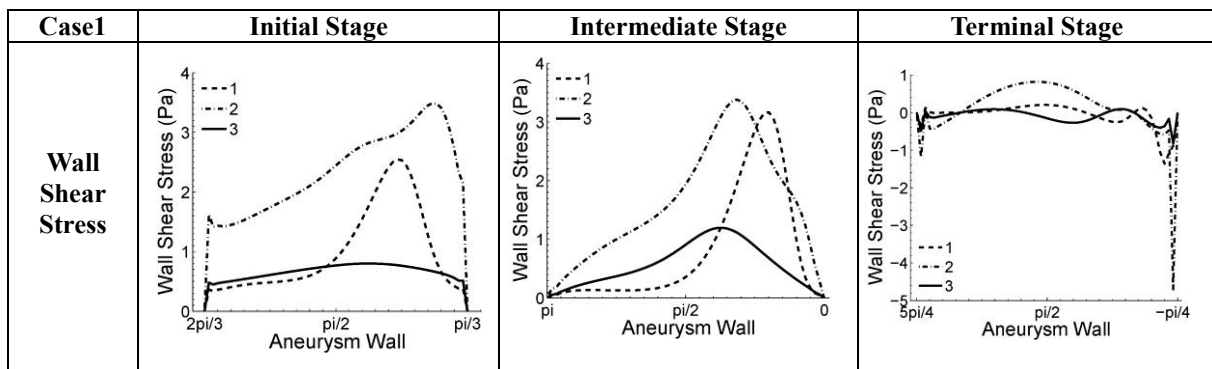 Case1
Initial Stage
Intermediate Stage
Terminal Stage
Wall
Shear
Stress
Wall Shear Stress (Pa)
4
3
2
1
0
1
2
3
2pi/3
pi/2
pi/3
Aneurysm Wall
Wall Shear Stress (Pa)
4
3
2
1
0
1
2
3
pi
pi/2
0
Aneurysm Wall
Wall Shear Stress (Pa)
1
0
−1
−2
−3
−4
−5
1
2
3
5pi/4
pi/2
−pi/4
Aneurysm Wall